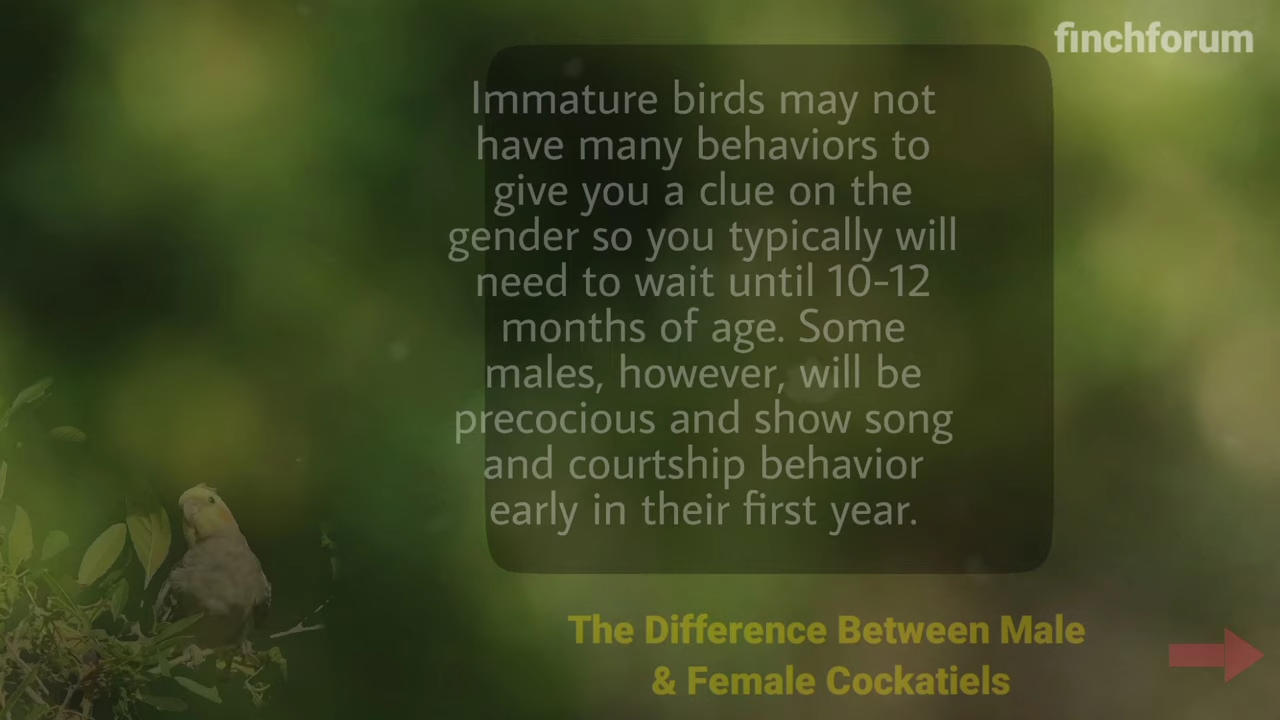 finchforum
Immature birds may not
have many behaviors to
give you a clue on the
gender so you typically will
need to wait until 10-12
months of age. Some
males, however, will be
precocious and show song
and courtship behavior
early in their first year.
The Difference Between Male
& Female Cockatiels